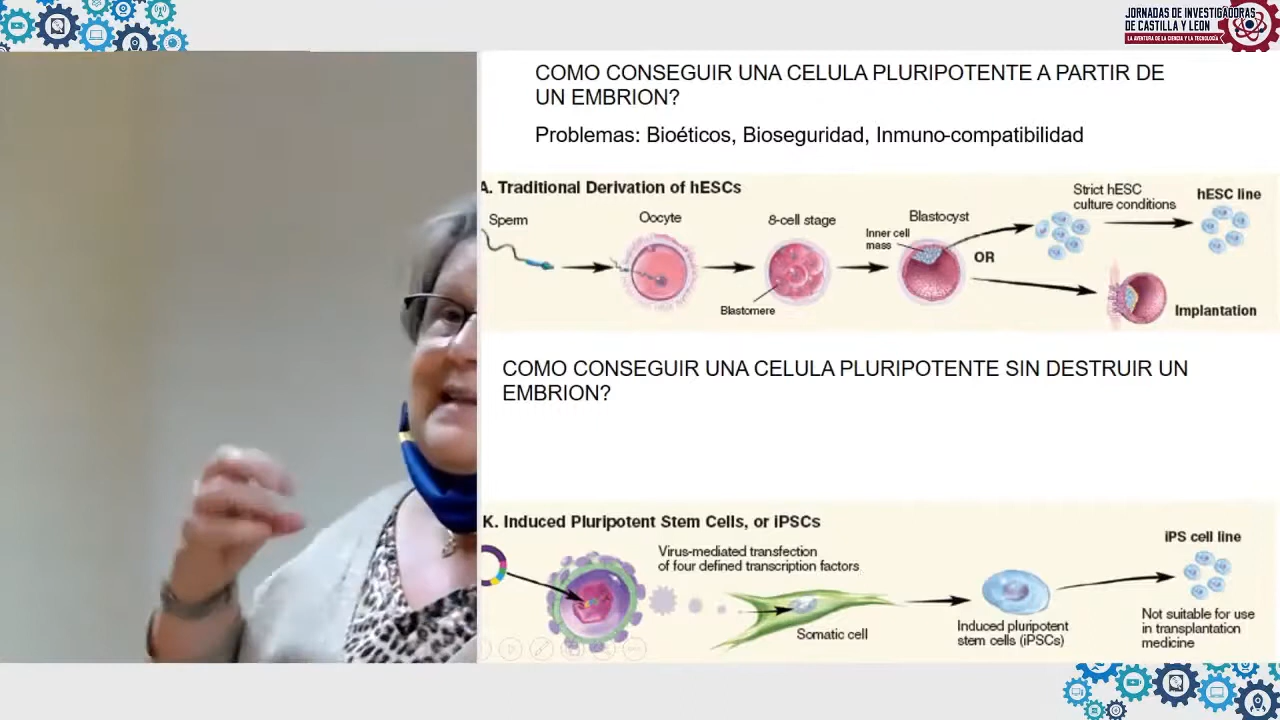 JORNADAS DE INVESTIGADORAS
DE CASTILLA Y LEON
LA AVENTURA DE LA CIENCIA Y LA TECNOLOGÍA
COMO CONSEGUIR UNA CELULA PLURIPOTENTE A PARTIR DE
UN EMBRION?
Problemas: Bioéticos, Bioseguridad, Inmuno-compatibilidad
A. Traditional Derivation of hESCs
Sperm
Oocyte
8-cell stage
Blastomere
Blastocyst
Inner cell
mass
OR
Strict hESC
culture conditions
hESC line
Implantation
COMO CONSEGUIR UNA CELULA PLURIPOTENTE SIN DESTRUIR UN
EMBRION?
K. Induced Pluripotent Stem Cells, or iPSCs
Virus-mediated transfection
of four defined transcription factors
Somatic cell
Induced pluripotent
stem cells (iPSCs)
iPS cell line
Not suitable for use
in transplantation
medicine